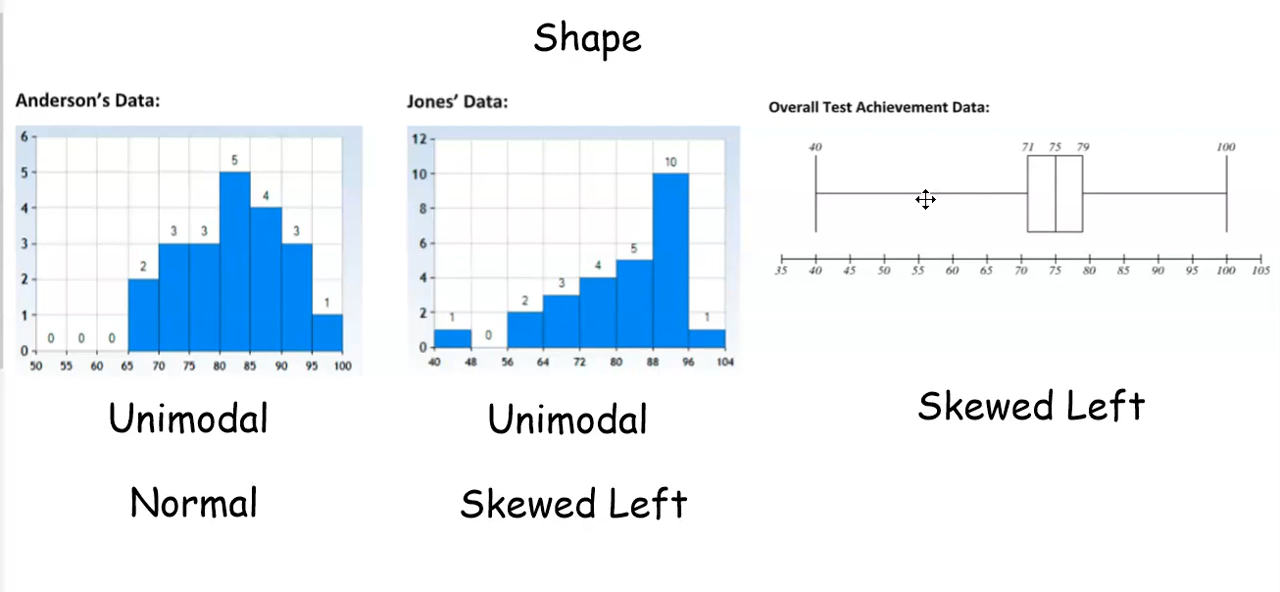 Shape
Anderson's Data:
6
5
4
3
2
1
0
0 0 0 2 3 3 5 4 3 1
50 55 60 65 70 75 80 85 90 95 100
Unimodal
Normal
Jones' Data:
12
10
8
6
4
2
0
1 0 2 3 4 5 10 1
40 48 56 64 72 80 88 96 104
Unimodal
Skewed Left
Overall Test Achievement Data:
40 71 75 79 100
35 40 45 50 55 60 65 70 75 80 85 90 95 100 105
Skewed Left